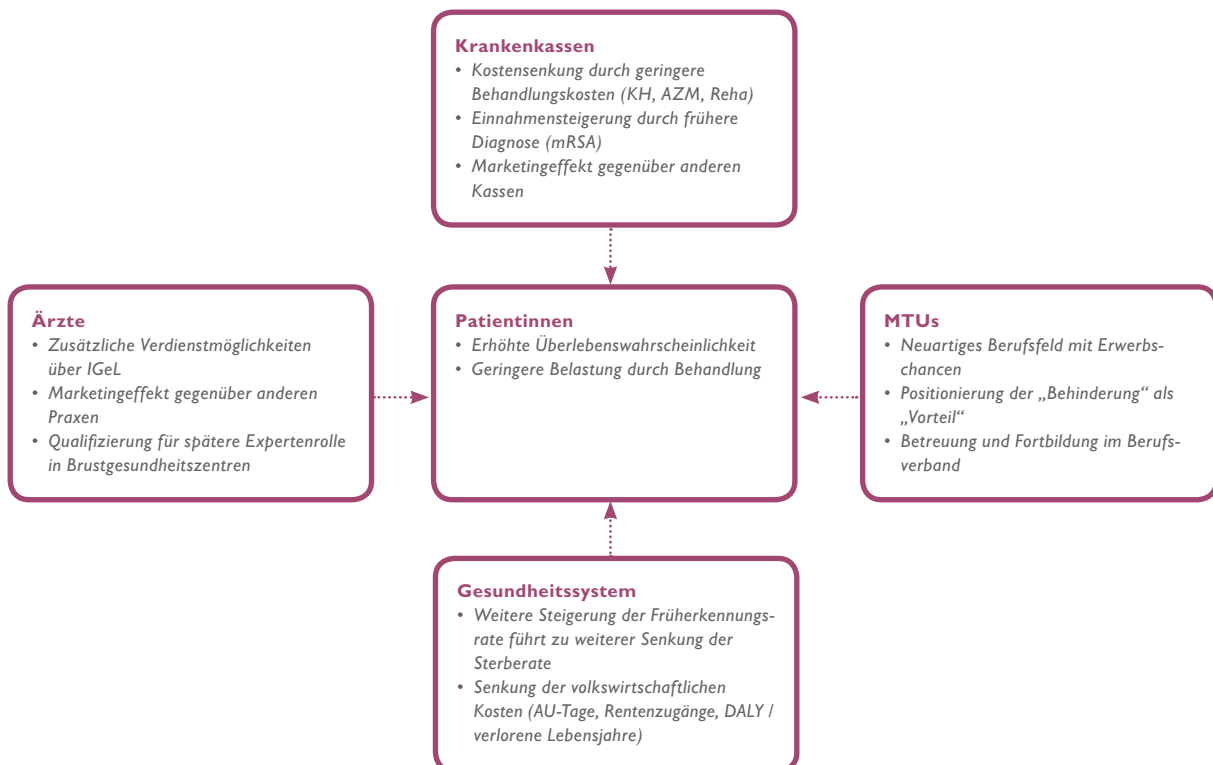 Krankenkassen
• Kostensenkung durch geringere
Behandlungskosten (KH, AZM, Reha)
• Einnahmensteigerung durch frühere
Diagnose (mRSA)
• Marketingeffekt gegenüber anderen
Kassen
Ärzte
• Zusätzliche Verdienstmöglichkeiten
über IGeL
• Marketingeffekt gegenüber anderen
Praxen
• Qualifizierung für spätere Expertenrolle
in Brustgesundheitszentren
Patientinnen
• Erhöhte Überlebenswahrscheinlichkeit
• Geringere Belastung durch Behandlung
MTUs
• Neuartiges Berufsfeld mit Erwerbs-
chancen
• Positionierung der „Behinderung“ als
„Vorteil“
• Betreuung und Fortbildung im Berufs-
verband
Gesundheitssystem
• Weitere Steigerung der Früherkennungs-
rate führt zu weiterer Senkung der
Sterberate
• Senkung der volkswirtschaftlichen
Kosten (AU-Tage, Rentenzugänge, DALY /
verlorene Lebensjahre)